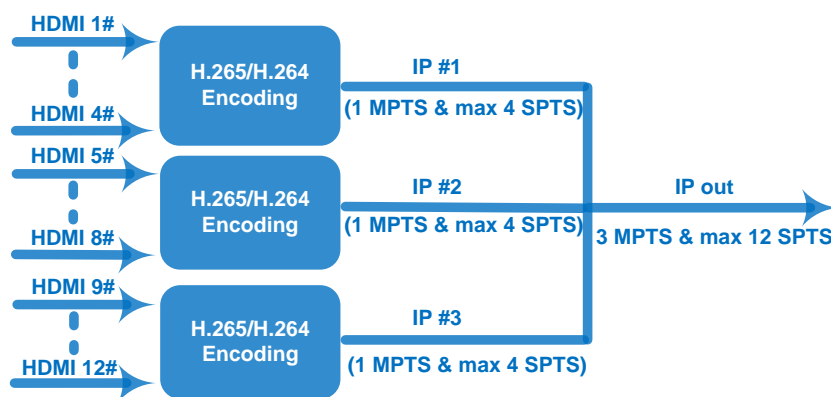 HDMI 1#
HDMI 4#
H.265/H.264
Encoding
IP #1
(1 MPTS & max 4 SPTS)
HDMI 5#
HDMI 8#
H.265/H.264
Encoding
IP #2
(1 MPTS & max 4 SPTS)
IP out
3 MPTS & max 12 SPTS
HDMI 9#
HDMI 12#
H.265/H.264
Encoding
IP #3
(1 MPTS & max 4 SPTS)